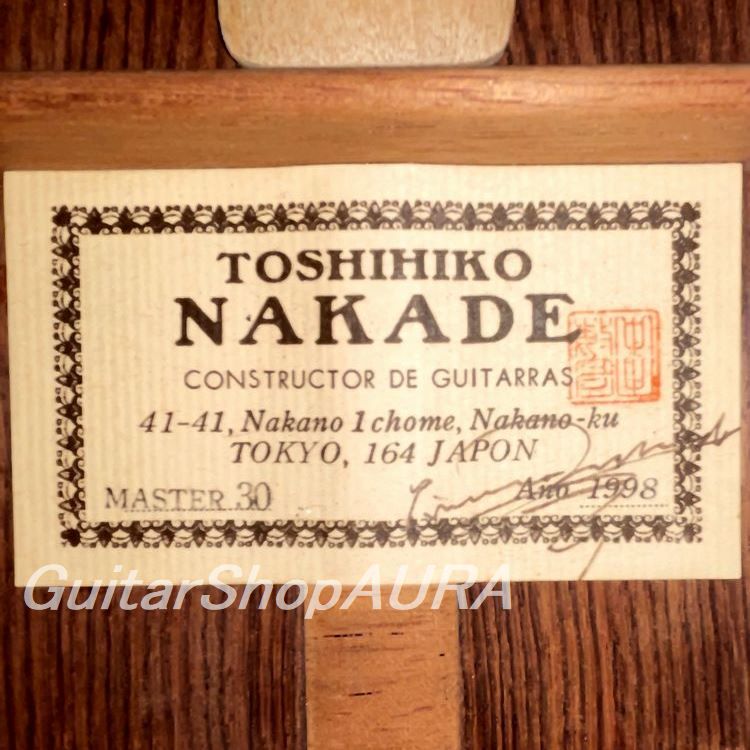 TOSHIHIKO
NAKADE
CONSTRUCTOR DE GUITARRAS
41-41, Nakano 1 chome, Nakano-ku
TOKYO, 164 JAPON
MASTER 30 Año 1998
GuitarShopAURA